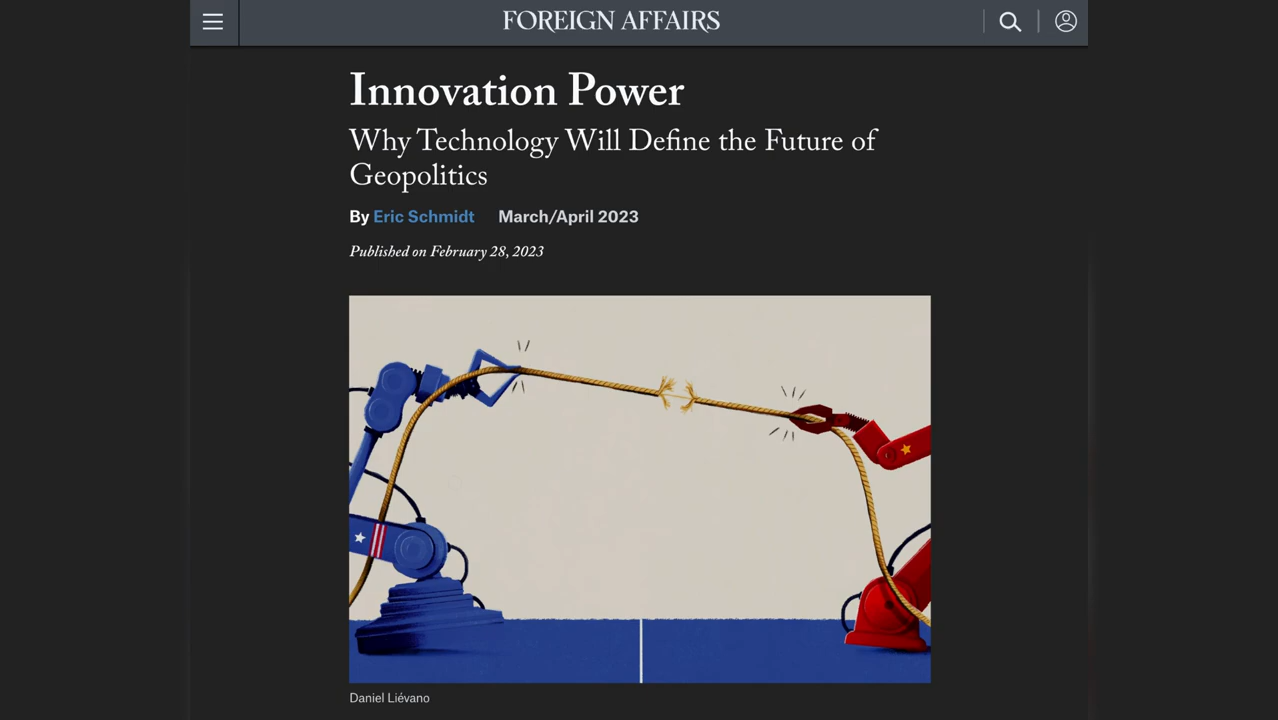 FOREIGN AFFAIRS
Innovation Power
Why Technology Will Define the Future of
Geopolitics
By Eric Schmidt March/April 2023
Published on February 28, 2023
Daniel Liévano